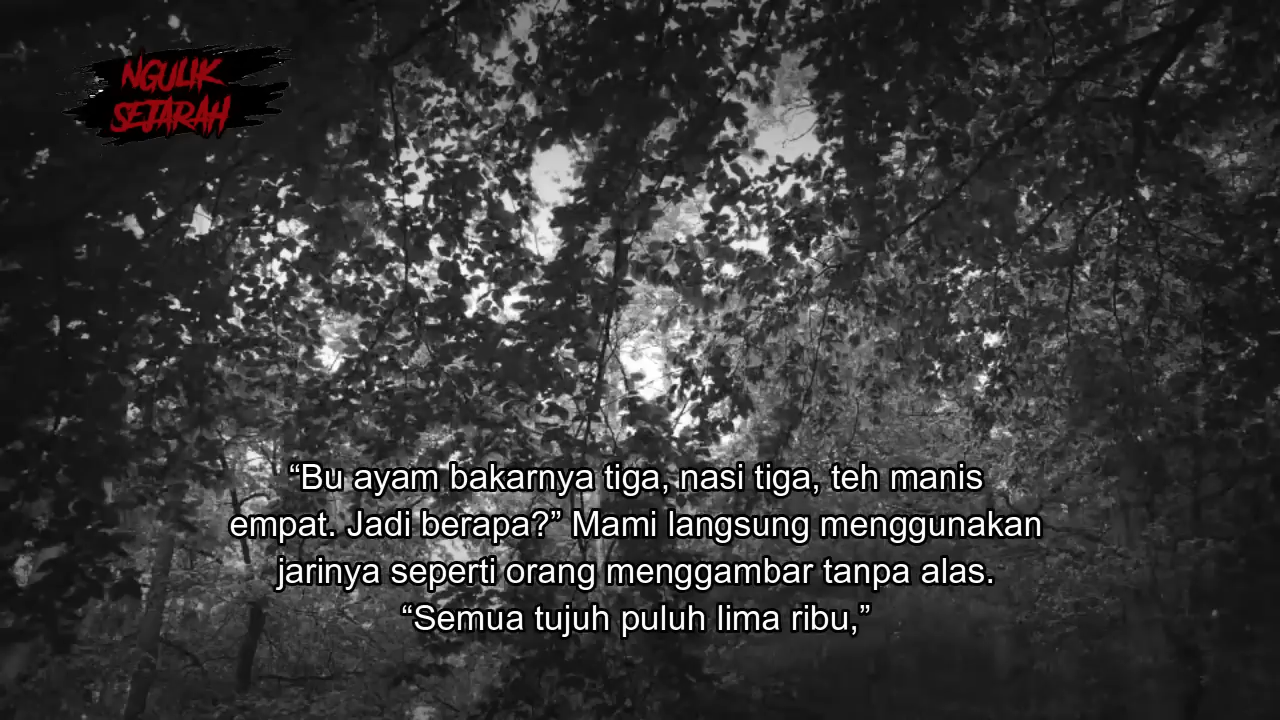 NGULIK
SEJARAH
“Bu ayam bakarnya tiga, nasi tiga, teh manis
empat. Jadi berapa?” Mami langsung menggunakan
jarinya seperti orang menggambar tanpa alas.
“Semua tujuh puluh lima ribu,”